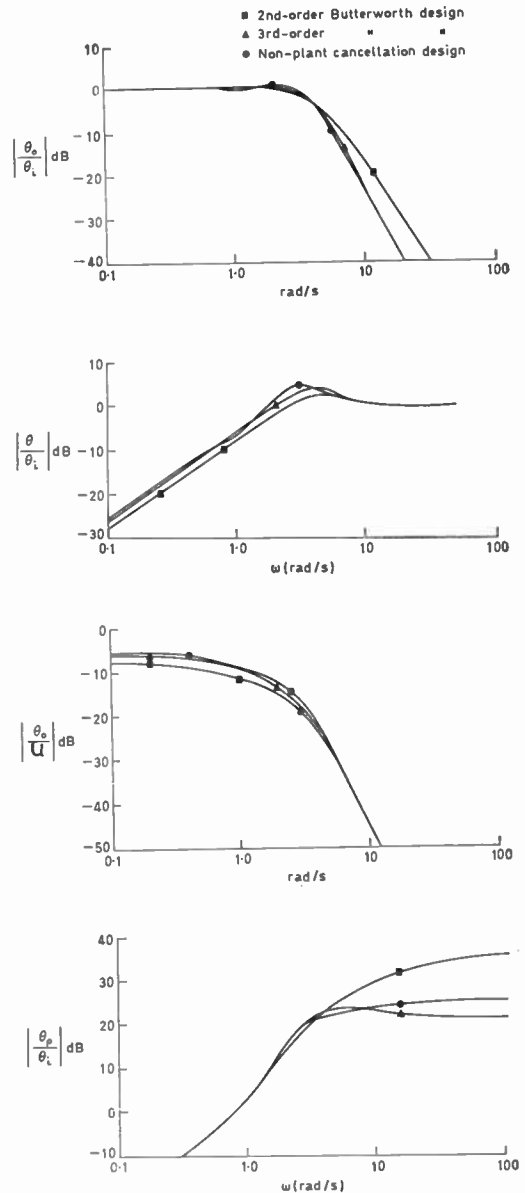 ■ 2nd-order Butterworth design
▲ 3rd-order " "
● Non-plant cancellation design
10
0
-10
-20
-30
-40
|θo/θi| dB
0·1 1·0 10 100
rad/s
10
0
-10
-20
-30
|θ/θi| dB
0·1 1·0 10 100
ω(rad/s)
0
-10
-20
-30
-40
-50
|θo/U| dB
0·1 1·0 10 100
rad/s
40
30
20
10
0
-10
|θp/θi| dB
0·1 1·0 10 100
ω(rad/s)